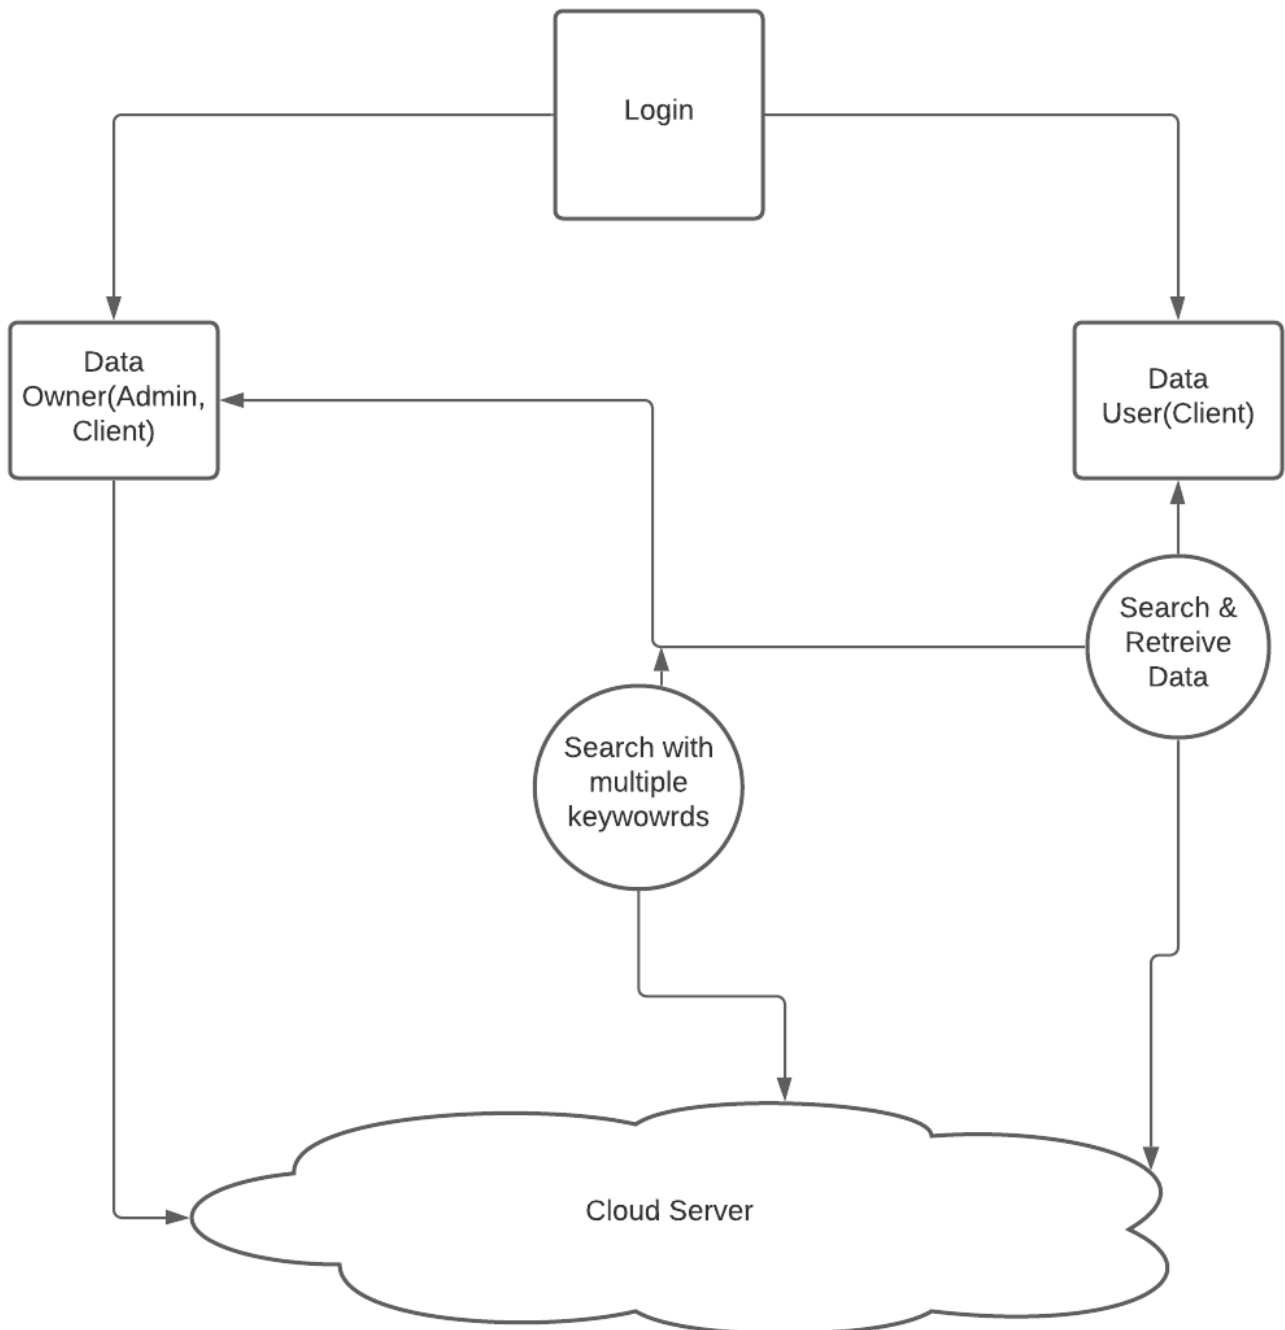 Login
Data
Owner(Admin,
Client)
Data
User(Client)
Search &
Retreive
Data
Search with
multiple
keywowrds
Cloud Server